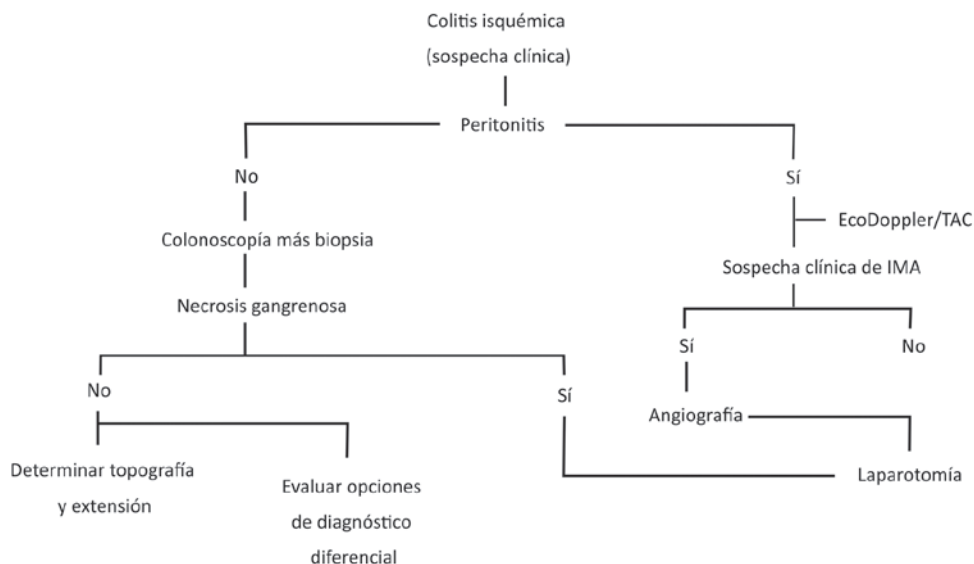 Colitis isquémica
(sospecha clínica)
Peritonitis
No
Sí
EcoDoppler/TAC
Colonoscopía más biopsia
Sospecha clínica de IMA
Necrosis gangrenosa
Sí
No
No
Sí
Angiografía
Determinar topografía
y extensión
Evaluar opciones
de diagnóstico
diferencial
Laparotomía